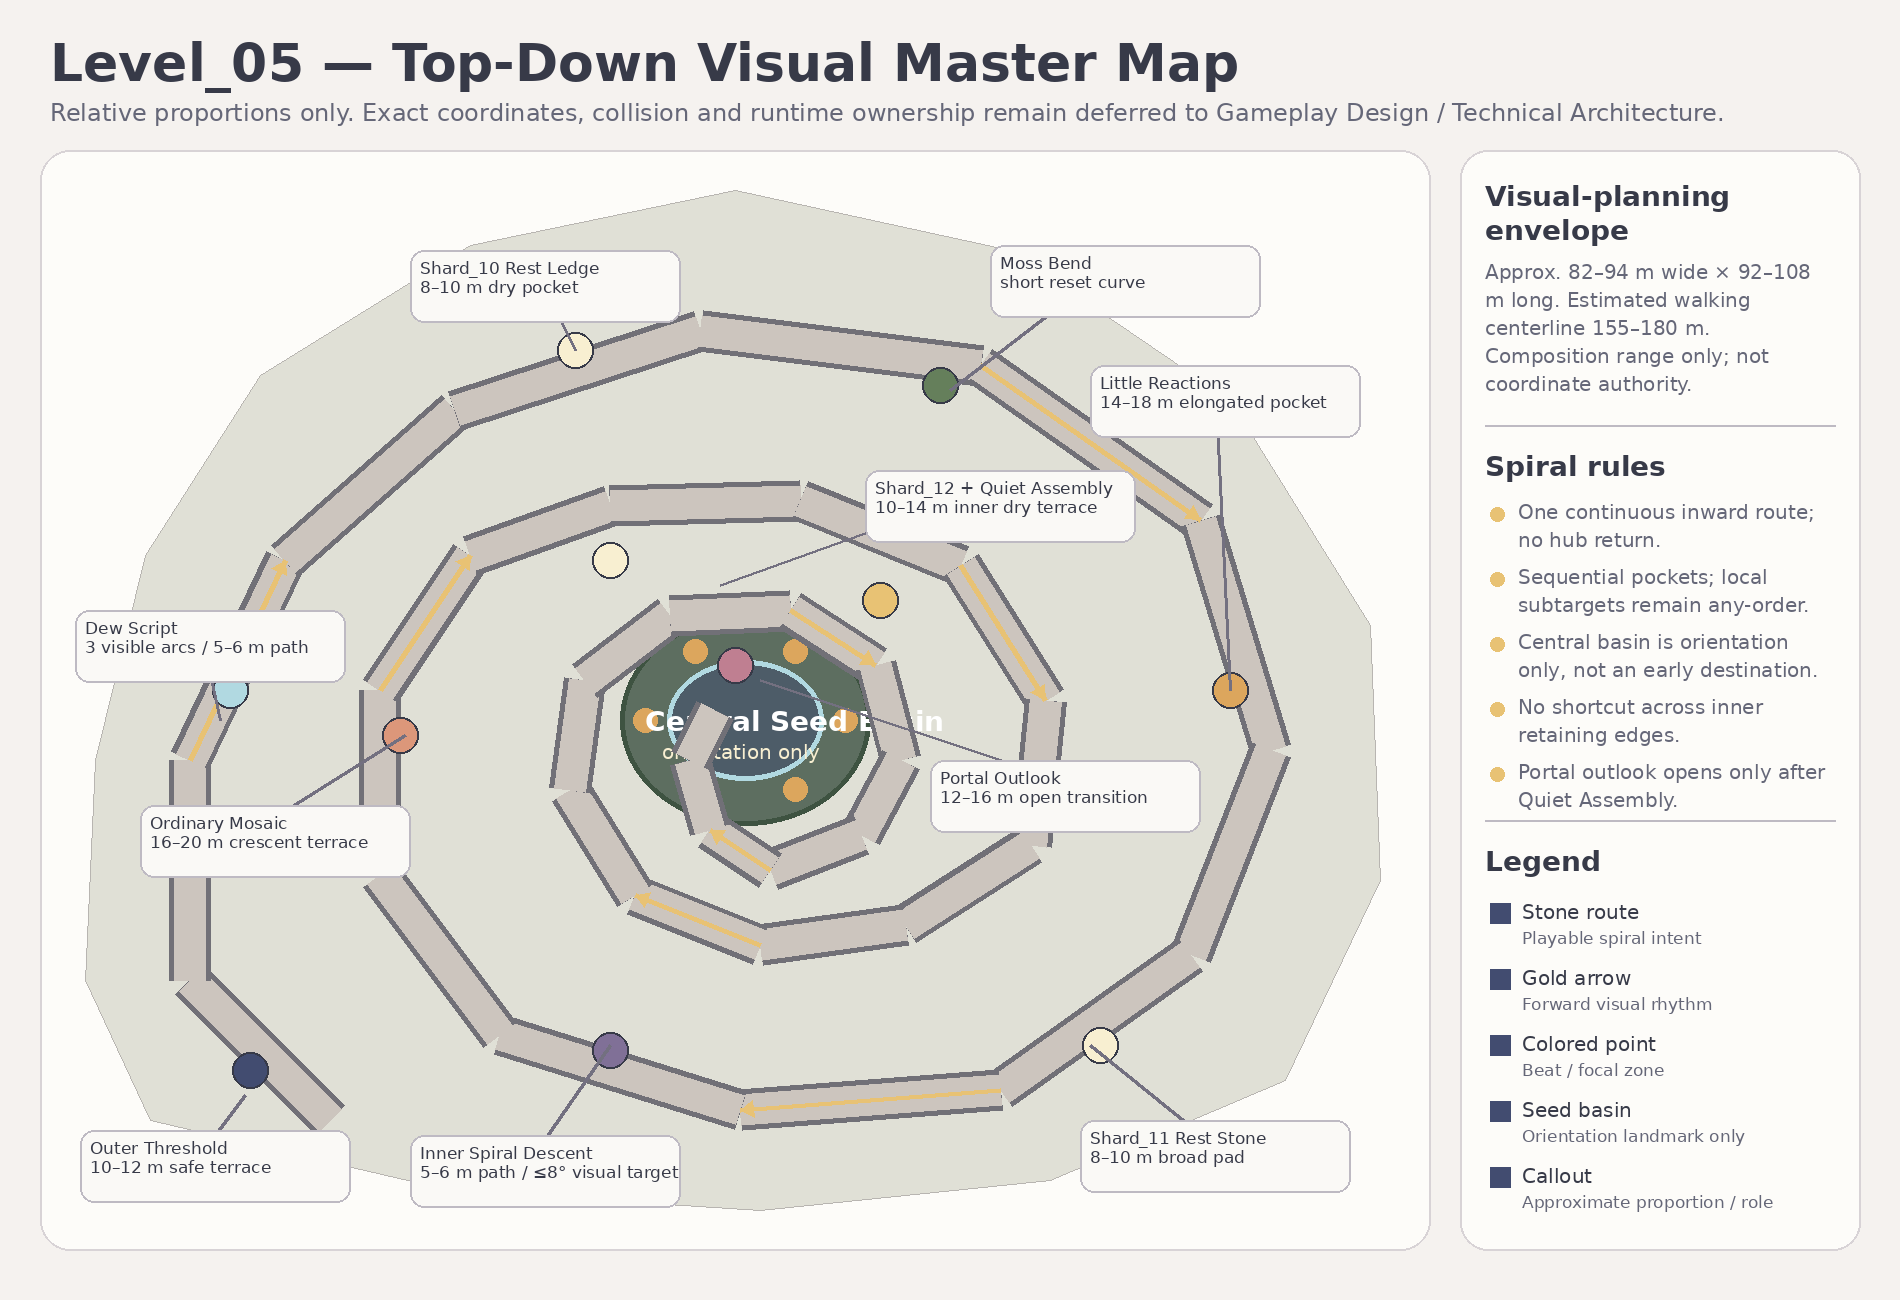 Level_05 — Top-Down Visual Master Map
Relative proportions only. Exact coordinates, collision and runtime ownership remain deferred to Gameplay Design / Technical Architecture.
Shard_10 Rest Ledge
8–10 m dry pocket
Moss Bend
short reset curve
Little Reactions
14–18 m elongated pocket
Shard_12 + Quiet Assembly
10–14 m inner dry terrace
Dew Script
3 visible arcs / 5–6 m path
Central Seed Basin
orientation only
Portal Outlook
12–16 m open transition
Ordinary Mosaic
16–20 m crescent terrace
Outer Threshold
10–12 m safe terrace
Inner Spiral Descent
5–6 m path / ≤8° visual target
Shard_11 Rest Stone
8–10 m broad pad
Visual-planning
envelope
Approx. 82–94 m wide × 92–108
m long. Estimated walking
centerline 155–180 m.
Composition range only; not
coordinate authority.
Spiral rules
One continuous inward route;
no hub return.
Sequential pockets; local
subtargets remain any-order.
Central basin is orientation
only, not an early destination.
No shortcut across inner
retaining edges.
Portal outlook opens only after
Quiet Assembly.
Legend
Stone route
Playable spiral intent
Gold arrow
Forward visual rhythm
Colored point
Beat / focal zone
Seed basin
Orientation landmark only
Callout
Approximate proportion / role